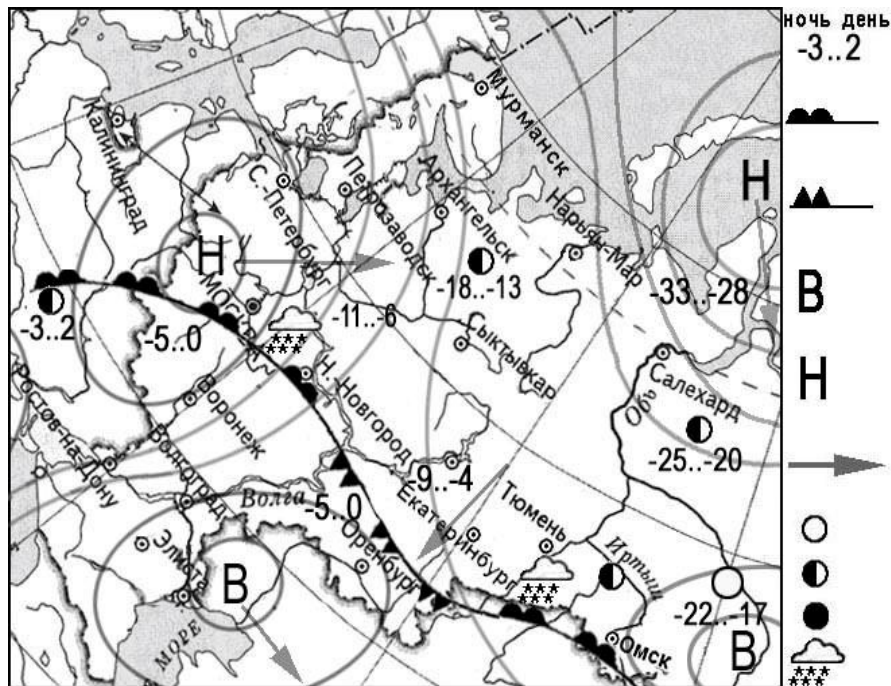 ночь день
-3..2
Мурманск
Калининград
С-Петербург
Петрозаводск
Архангельск
Нарьян-Мар
Н
Н
-18..-13
-33..-28
В
МОСКВА
-3..2
-5..0
-11..-6
Сыктывкар
Салехард
Обь
Н
Н. Новгород
Ростов-на-Дону
Воронеж
Волгоград
-9..-4
-25..-20
Волга
-5..0
Екатеринбург
Тюмень
Иртыш
Элиста
Оренбург
В
-22..-17
МОРЕ
Омск
В